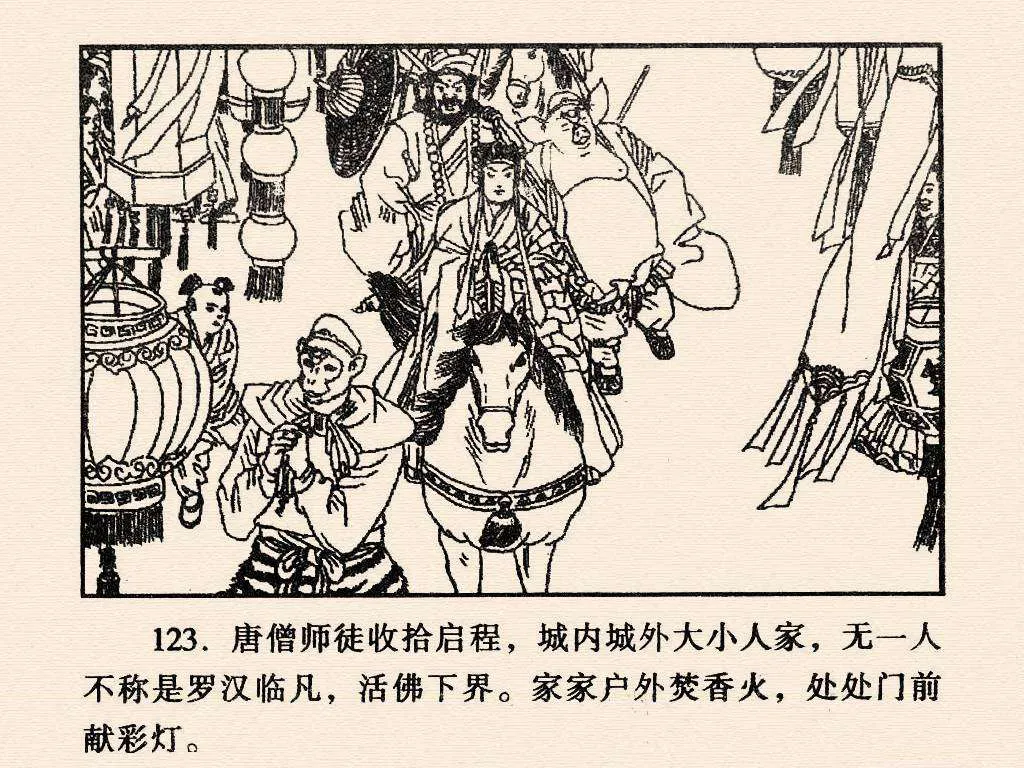 123. 唐僧师徒收拾启程，城内城外大小人家，无一人
不称是罗汉临凡，活佛下界。家家户外焚香火，处处门前
献彩灯。